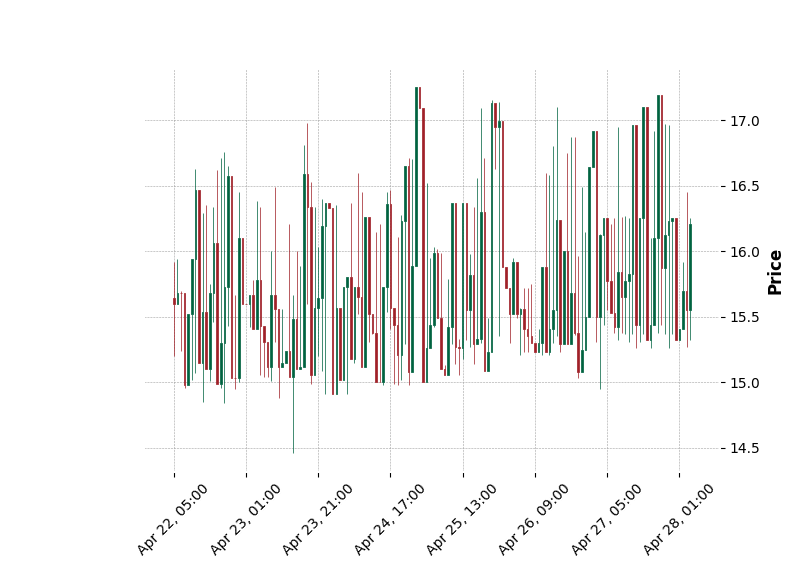 17.0
16.5
16.0
15.5
15.0
14.5
Price
Apr 22, 05:00
Apr 23, 01:00
Apr 23, 21:00
Apr 24, 17:00
Apr 25, 13:00
Apr 26, 09:00
Apr 27, 05:00
Apr 28, 01:00